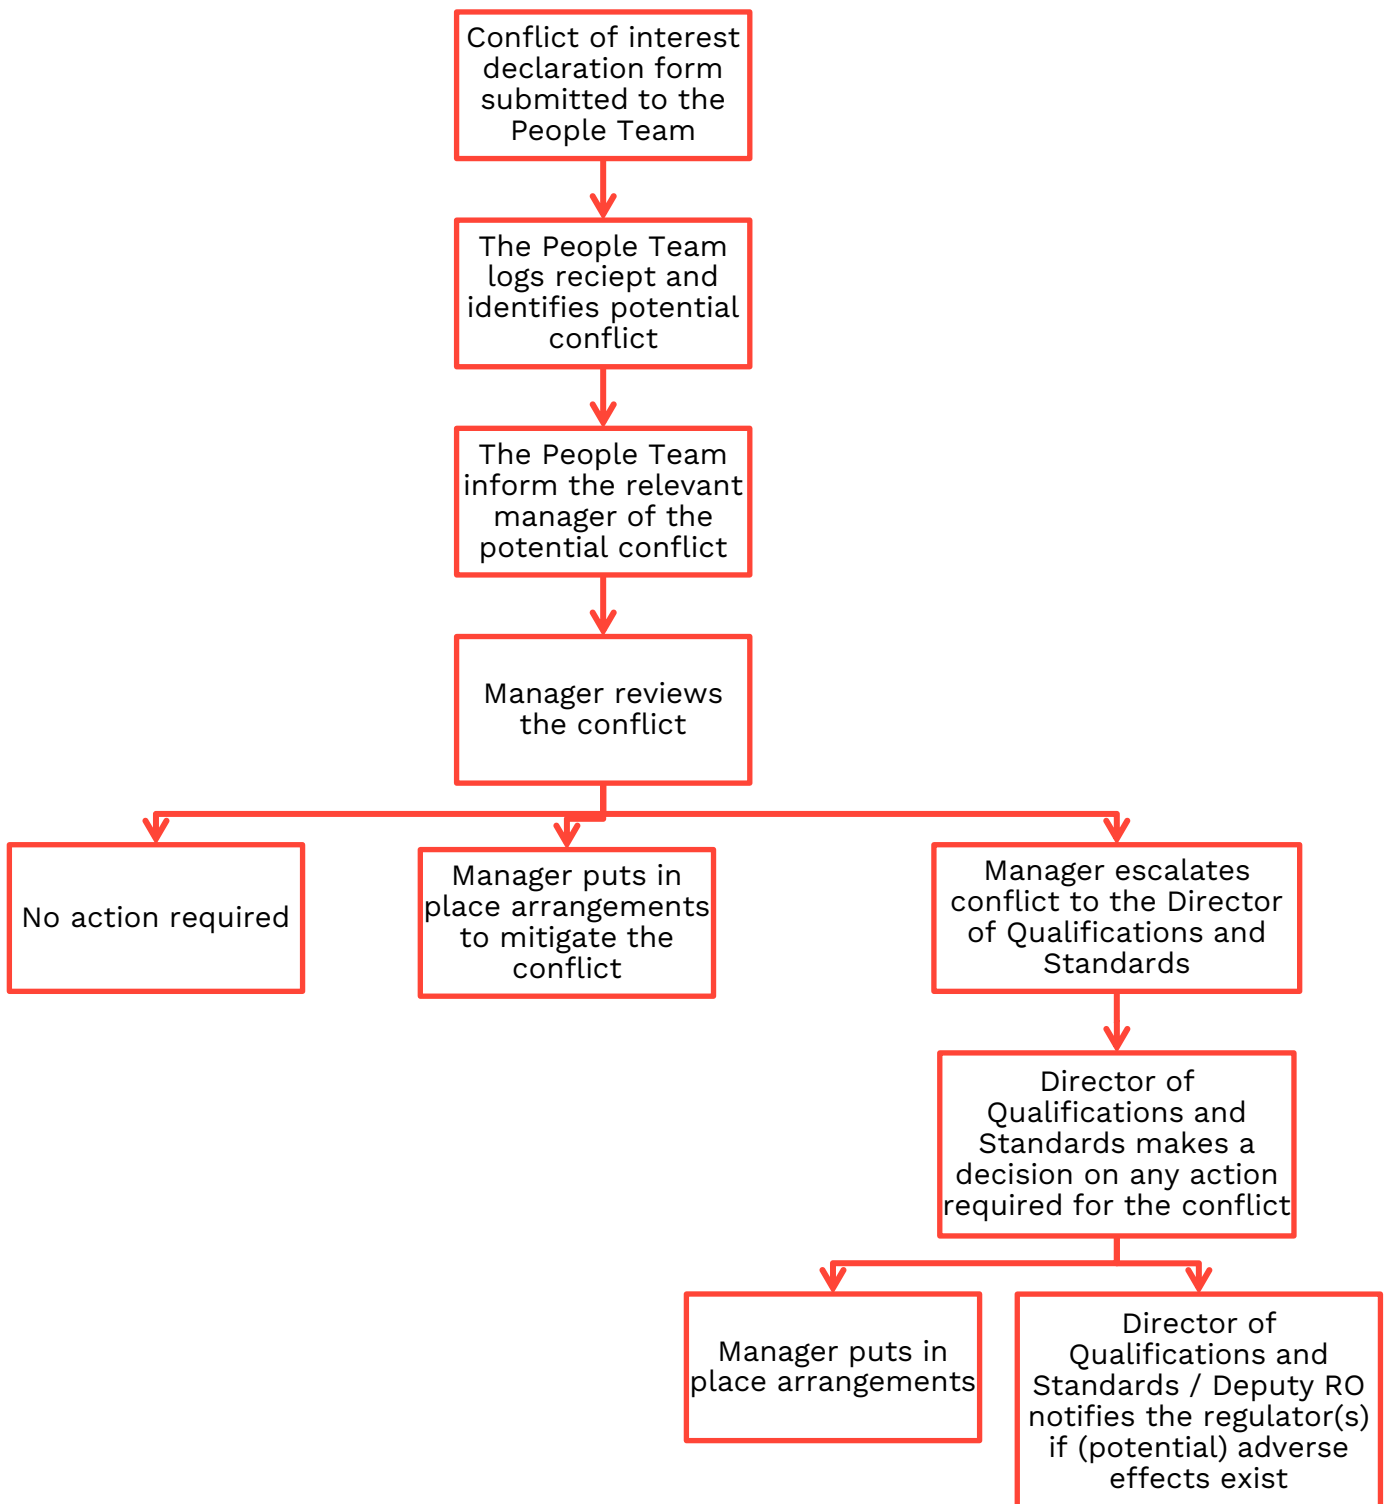 Conflict of interest
declaration form
submitted to the
People Team
The People Team
logs reciept and
identifies potential
conflict
The People Team
inform the relevant
manager of the
potential conflict
Manager reviews
the conflict
No action required
Manager puts in
place arrangements
to mitigate the
conflict
Manager escalates
conflict to the Director
of Qualifications and
Standards
Director of
Qualifications and
Standards makes a
decision on any action
required for the conflict
Manager puts in
place arrangements
Director of
Qualifications and
Standards / Deputy RO
notifies the regulator(s)
if (potential) adverse
effects exist